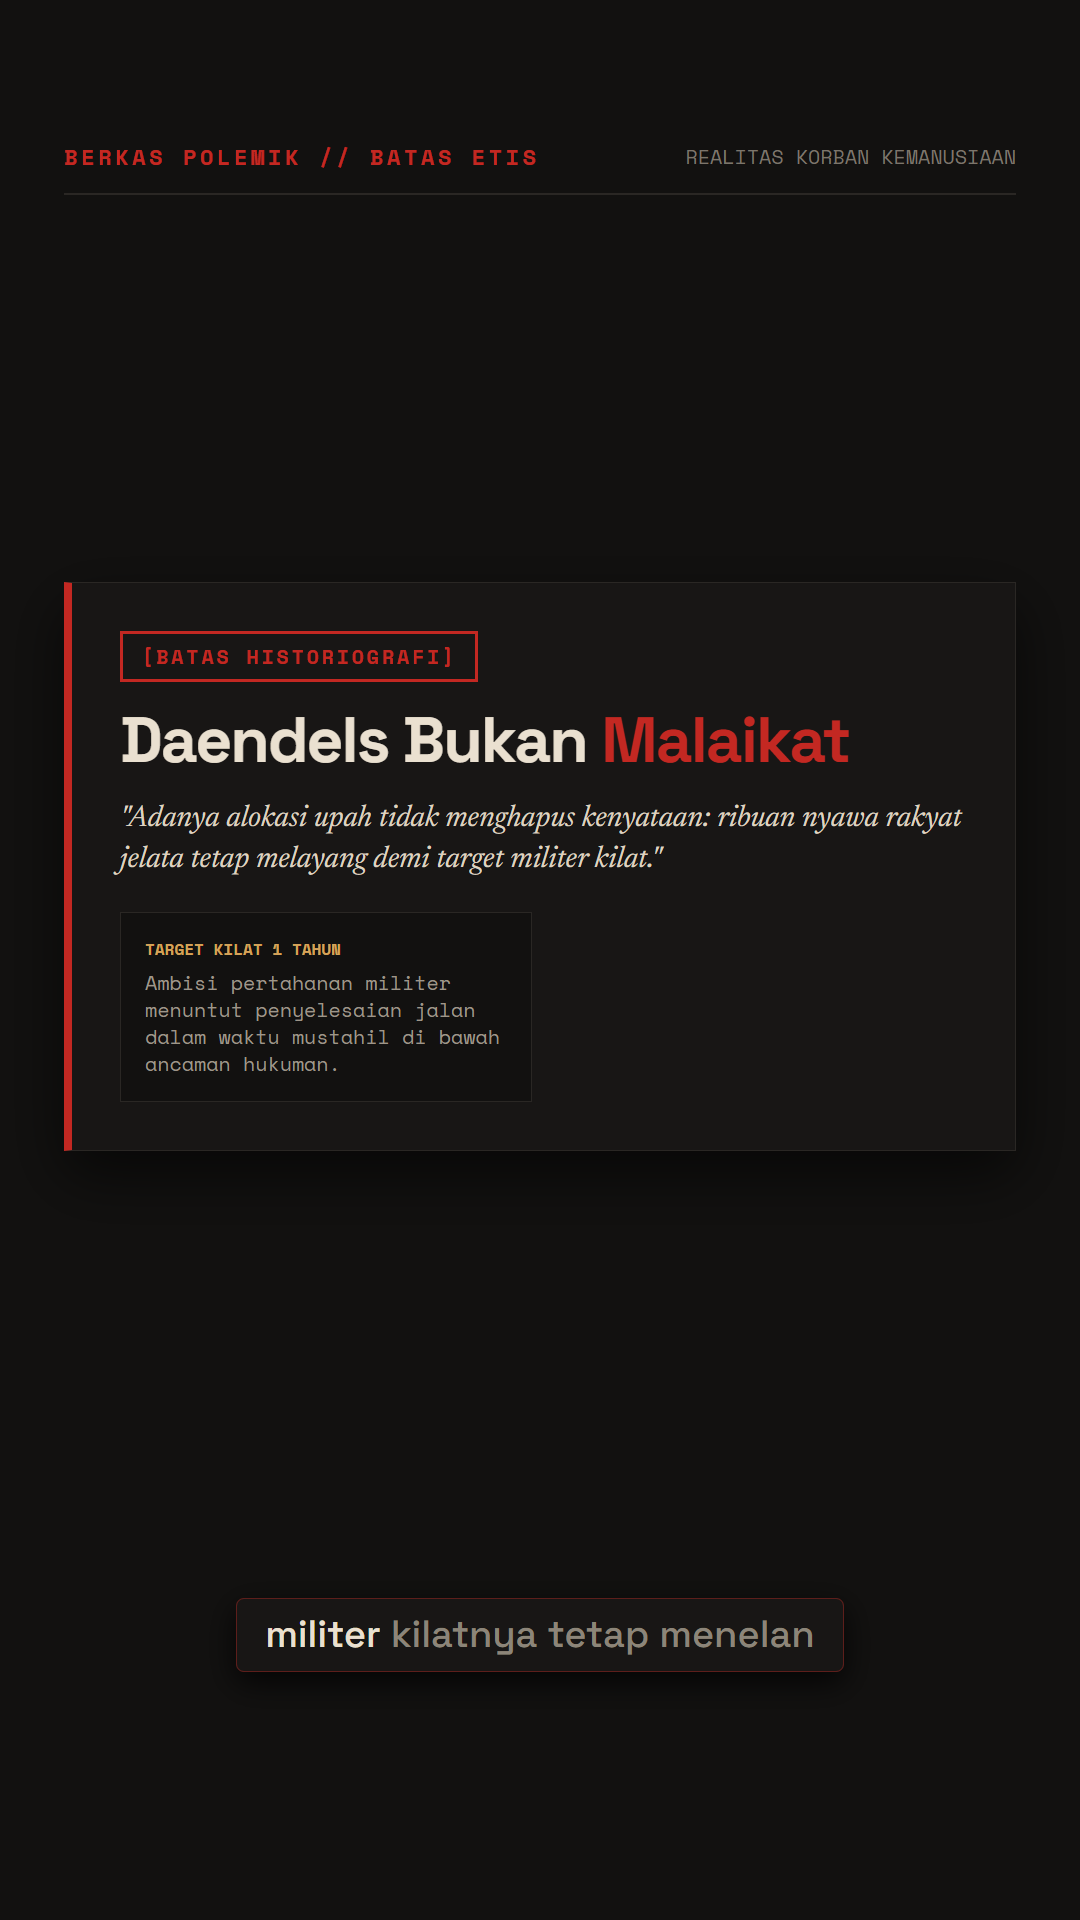 BERKAS POLEMIK // BATAS ETIS
REALITAS KORBAN KEMANUSIAAN
[BATAS HISTORIOGRAFI]
Daendels Bukan Malaikat
"Adanya alokasi upah tidak menghapus kenyataan: ribuan nyawa rakyat
jelata tetap melayang demi target militer kilat."
TARGET KILAT 1 TAHUN
Ambisi pertahanan militer
menuntut penyelesaian jalan
dalam waktu mustahil di bawah
ancaman hukuman.
militer kilatnya tetap menelan